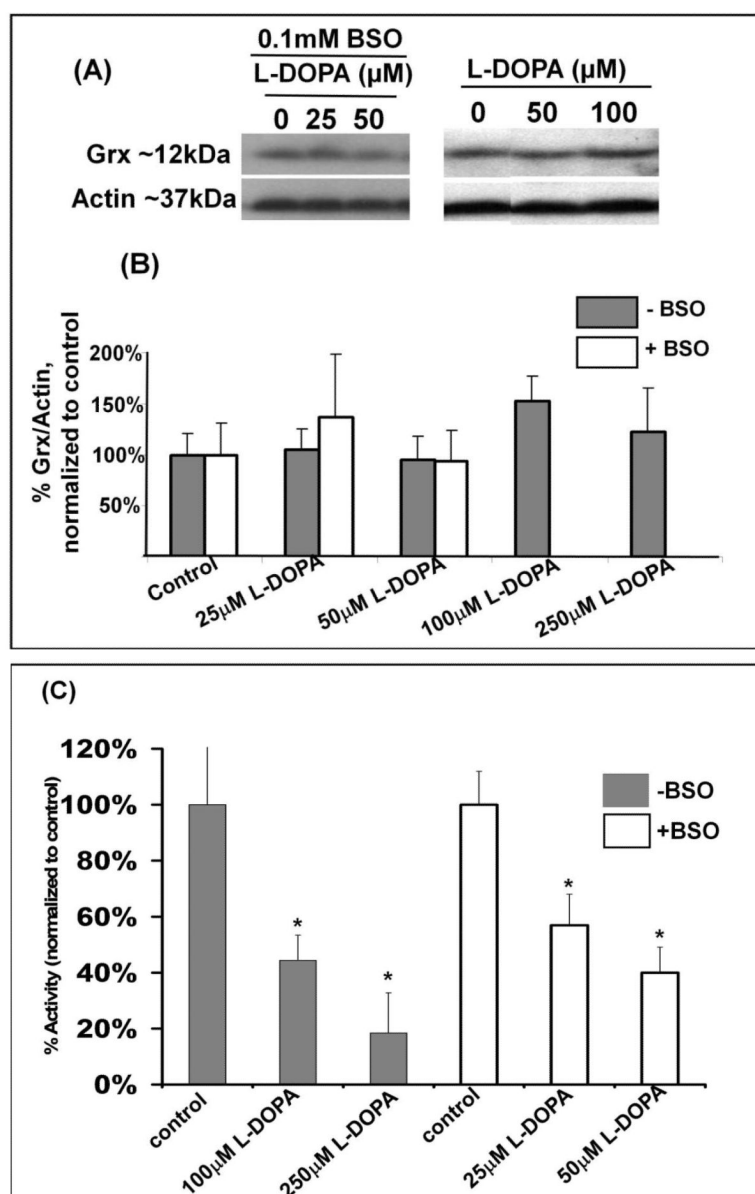 (A)
0.1mM BSO
L-DOPA (µM)
0 25 50
L-DOPA (µM)
0 50 100
Grx ~12kDa
Actin ~37kDa
(B)
- BSO
+ BSO
% Grx/Actin,
normalized to control
200%
150%
100%
50%
Control
25µM L-DOPA
50µM L-DOPA
100µM L-DOPA
250µM L-DOPA
(C)
-BSO
+BSO
% Activity (normalized to control)
120%
100%
80%
60%
40%
20%
0%
*
*
*
*
control
100µM L-DOPA
250µM L-DOPA
control
25µM L-DOPA
50µM L-DOPA